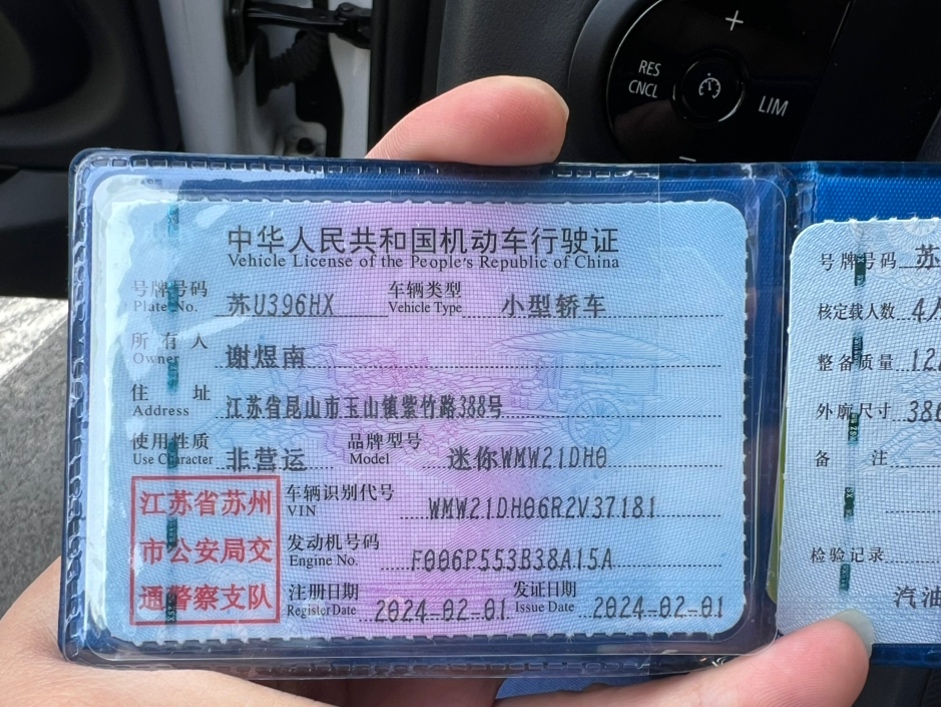 +
RES
CNCL
LIM
中华人民共和国机动车行驶证
Vehicle License of the People's Republic of China
号牌号码 苏U396HX 车辆类型 小型轿车
Plate No. Vehicle Type
所有人 谢煜南
Owner
住址 江苏省昆山市玉山镇紫竹路388号
Address
使用性质 非营运 品牌型号 迷你WMW21DH0
Use Character Model
江苏省苏州
市公安局交
通警察支队
车辆识别代号 WMW21DH06R2V37181
VIN
发动机号码 F006P553B38A15A
Engine No.
注册日期 2024-02-01 发证日期 2024-02-01
Register Date Issue Date
号牌号码 苏
核定载人数 4
整备质量 12
外廓尺寸 386
备注
检验记录
汽油